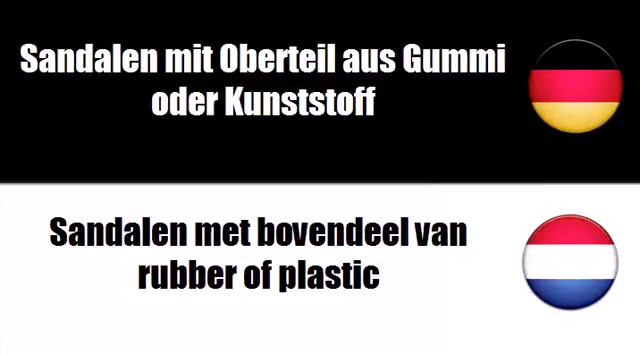 Sandalen mit Oberteil aus Gummi
oder Kunststoff
Sandalen met bovendeel van
rubber of plastic